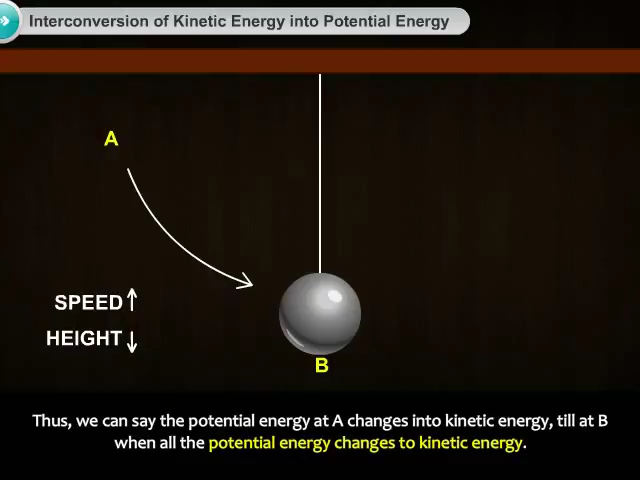 Interconversion of Kinetic Energy into Potential Energy
A
SPEED↑
HEIGHT↓
B
Thus, we can say the potential energy at A changes into kinetic energy, till at B
when all the potential energy changes to kinetic energy.